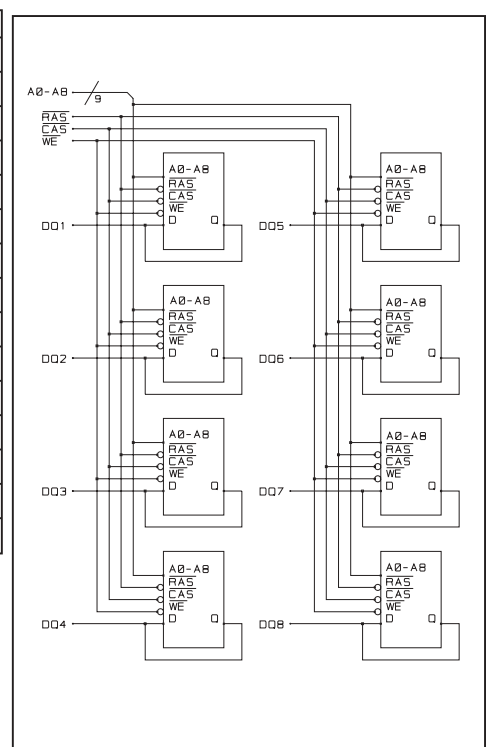 A0-A8 9
RAS
CAS
WE
A0-A8
RAS
CAS
WE
DQ1 D Q
A0-A8
RAS
CAS
WE
DQ5 D Q
A0-A8
RAS
CAS
WE
DQ2 D Q
A0-A8
RAS
CAS
WE
DQ6 D Q
A0-A8
RAS
CAS
WE
DQ3 D Q
A0-A8
RAS
CAS
WE
DQ7 D Q
A0-A8
RAS
CAS
WE
DQ4 D Q
A0-A8
RAS
CAS
WE
DQ8 D Q